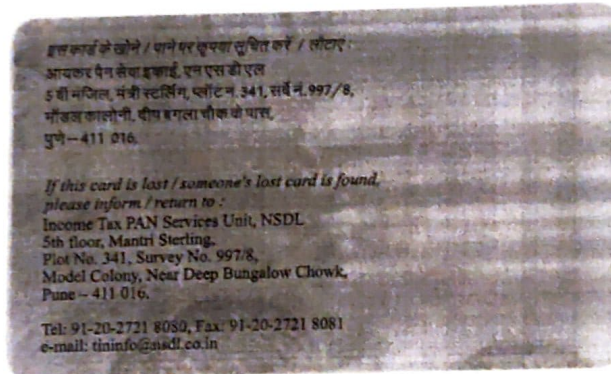 इस कार्ड के खोने / पाने पर कृपया सूचित करें / लौटाएं :
आयकर पैन सेवा इकाई, एन एस डी एल
5 वीं मंजिल, मंत्री स्टर्लिंग, प्लॉट नं. 341, सर्वे नं. 997/8,
मॉडल कालोनी, दीप बंगला चौक के पास,
पुणे – 411 016.
If this card is lost / someone's lost card is found,
please inform / return to :
Income Tax PAN Services Unit, NSDL
5th floor, Mantri Sterling,
Plot No. 341, Survey No. 997/8,
Model Colony, Near Deep Bungalow Chowk,
Pune – 411 016.
Tel: 91-20-2721 8080, Fax: 91-20-2721 8081
e-mail: tininfo@nsdl.co.in